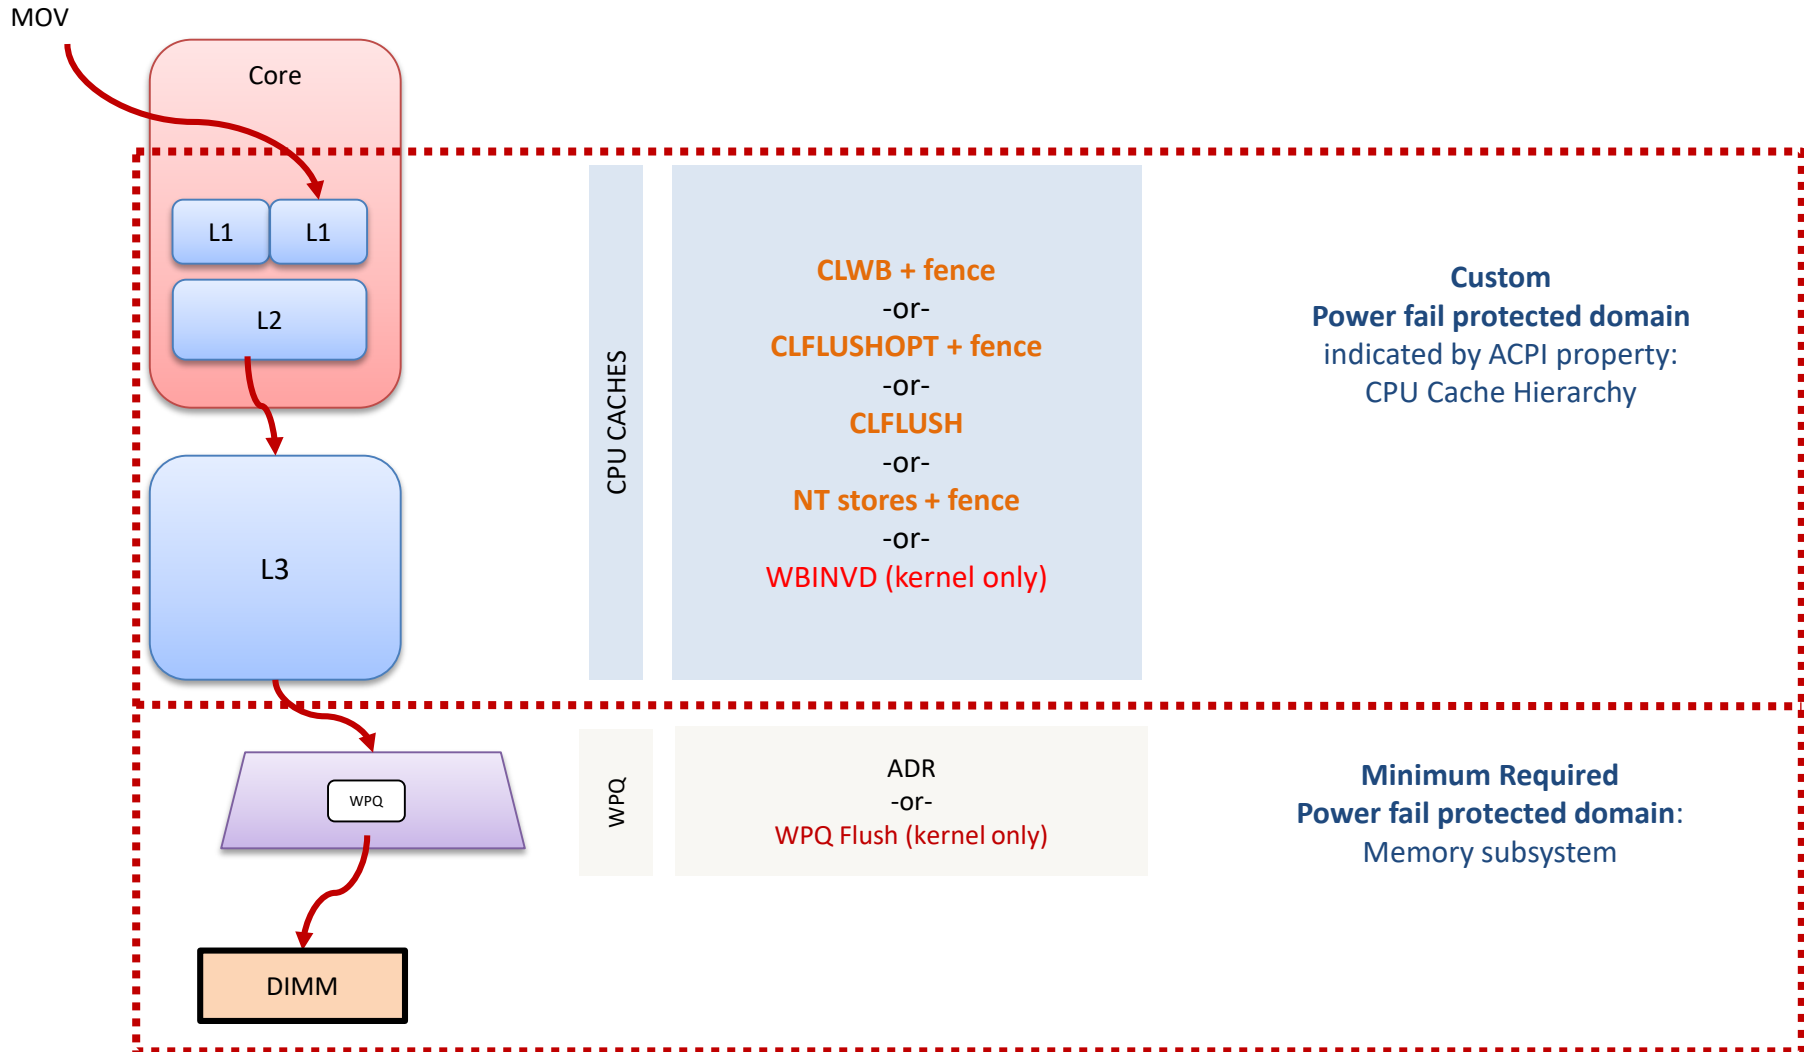 MOV
Core
L1
L1
L2
L3
CPU CACHES
CLWB + fence
-or-
CLFLUSHOPT + fence
-or-
CLFLUSH
-or-
NT stores + fence
-or-
WBINVD (kernel only)
Custom
Power fail protected domain
indicated by ACPI property:
CPU Cache Hierarchy
WPQ
WPQ
ADR
-or-
WPQ Flush (kernel only)
Minimum Required
Power fail protected domain:
Memory subsystem
DIMM